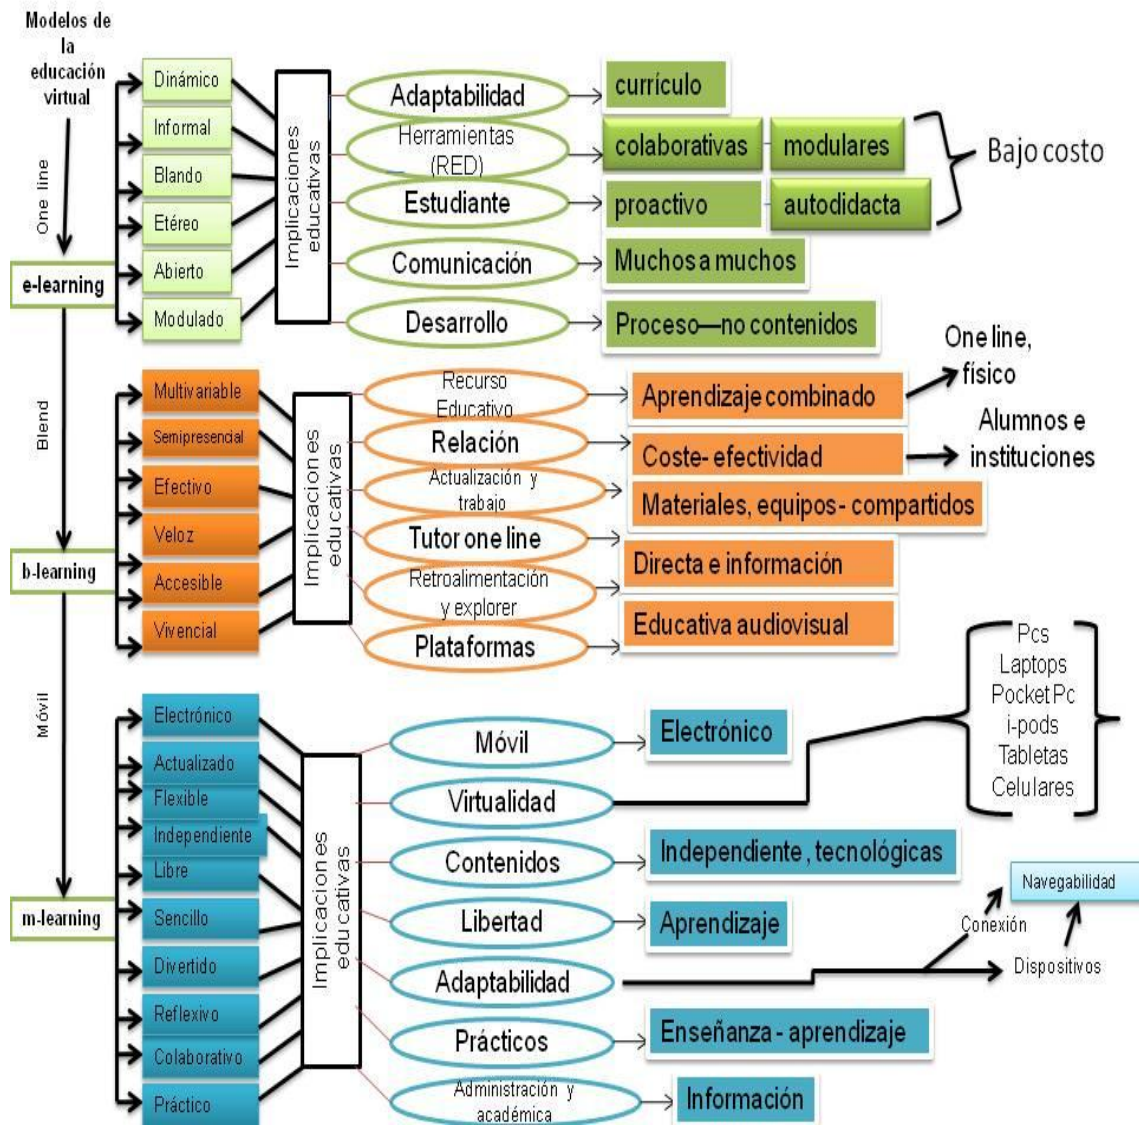 Modelos de
la
educación
virtual
One line
e-learning
Dinámico
Informal
Blando
Etéreo
Abierto
Modulado
Implicaciones
educativas
Adaptabilidad
currículo
Herramientas
(RED)
colaborativas
modulares
Estudiante
proactivo
autodidacta
Bajo costo
Comunicación
Muchos a muchos
Desarrollo
Proceso—no contenidos
Blend
b-learning
Multivariable
Semipresencial
Efectivo
Veloz
Accesible
Vivencial
Implicaciones
educativas
Recurso
Educativo
Aprendizaje combinado
One line,
físico
Relación
Coste- efectividad
Alumnos e
instituciones
Actualización y
trabajo
Materiales, equipos - compartidos
Tutor one line
Directa e información
Retroalimentación
y explorer
Educativa audiovisual
Plataformas
Móvil
m-learning
Electrónico
Actualizado
Flexible
Independiente
Libre
Sencillo
Divertido
Reflexivo
Colaborativo
Práctico
Implicaciones
educativas
Móvil
Electrónico
Virtualidad
Pcs
Laptops
Pocket Pc
i-pods
Tabletas
Celulares
Contenidos
Independiente , tecnológicas
Libertad
Aprendizaje
Adaptabilidad
Conexión
Dispositivos
Navegabilidad
Prácticos
Enseñanza - aprendizaje
Administración y
académica
Información